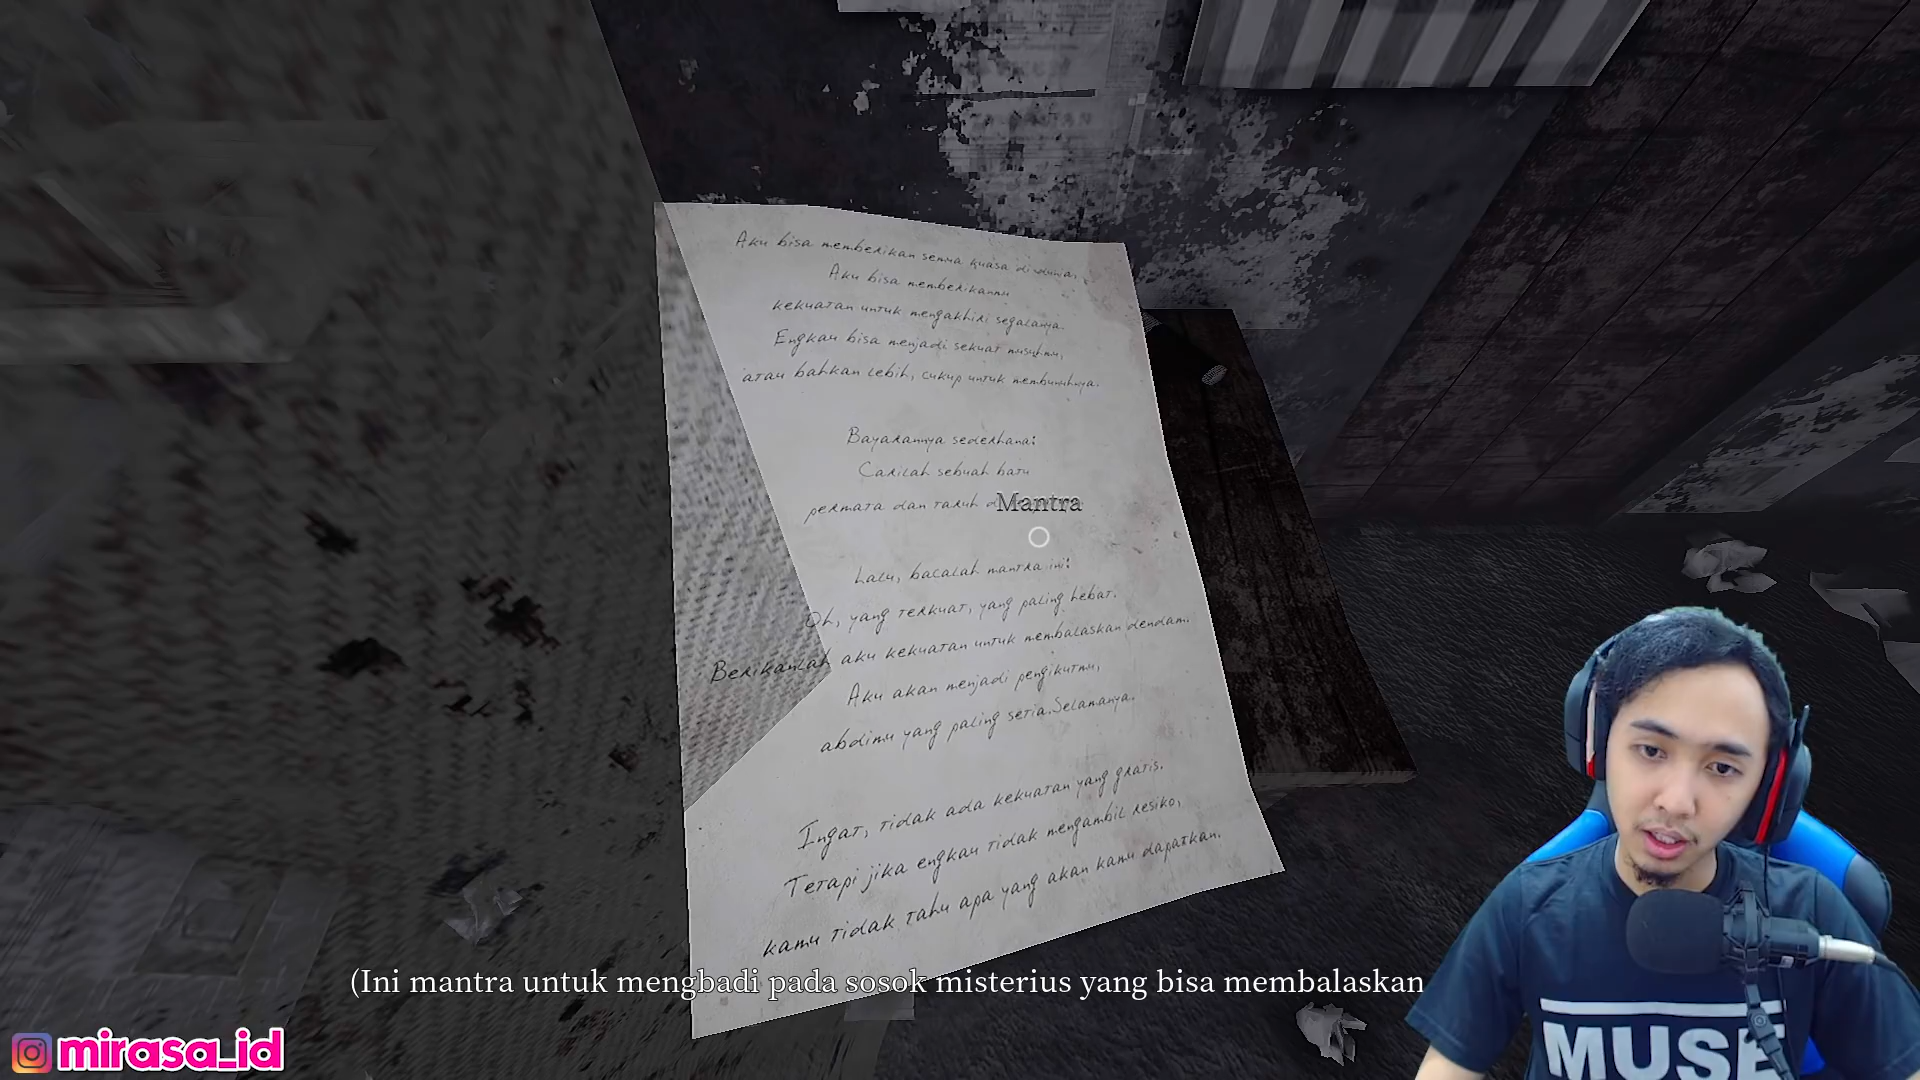 Aku bisa memberikan semua kuasa di dunia,
Aku bisa memberikanmu
kekuatan untuk mengakhiri segalanya.
Engkau bisa menjadi sekuat musuhmu,
atau bahkan lebih, cukup untuk membunuhnya.
Bayarannya sederhana:
Carilah sebuah batu
permata dan taruh
Mantra
Lalu, bacalah mantra ini:
Oh, yang terkuat, yang paling hebat.
Berikanlah aku kekuatan untuk membalaskan dendam.
Aku akan menjadi pengikutmu,
abdimu yang paling setia. Selamanya.
Ingat, tidak ada kekuatan yang gratis.
Tetapi jika engkau tidak mengambil resiko,
kamu tidak tahu apa yang akan kamu dapatkan.
(Ini mantra untuk mengbadi pada sosok misterius yang bisa membalaskan
mirasa_id
MUSE